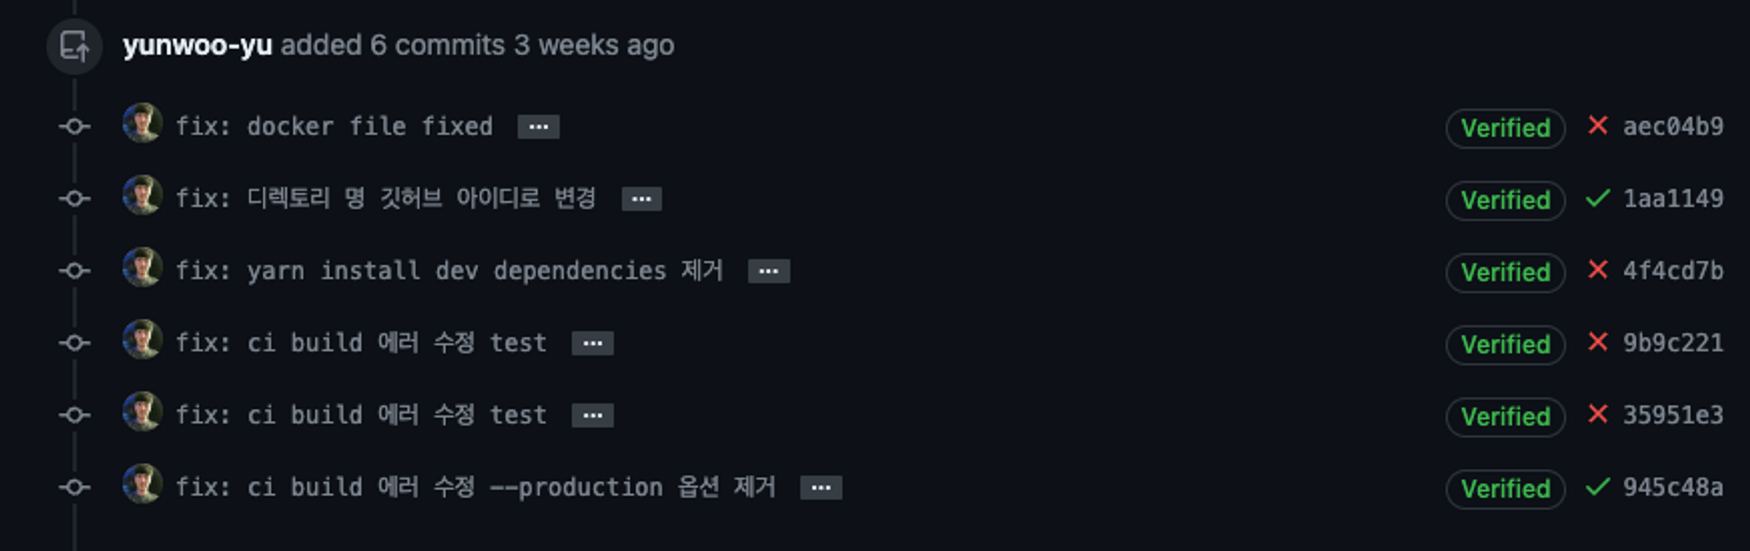 yunwoo-yu added 6 commits 3 weeks ago
fix: docker file fixed ... Verified aec04b9
fix: 디렉토리 명 깃허브 아이디로 변경 ... Verified 1aa1149
fix: yarn install dev dependencies 제거 ... Verified 4f4cd7b
fix: ci build 에러 수정 test ... Verified 9b9c221
fix: ci build 에러 수정 test ... Verified 35951e3
fix: ci build 에러 수정 --production 옵션 제거 ... Verified 945c48a